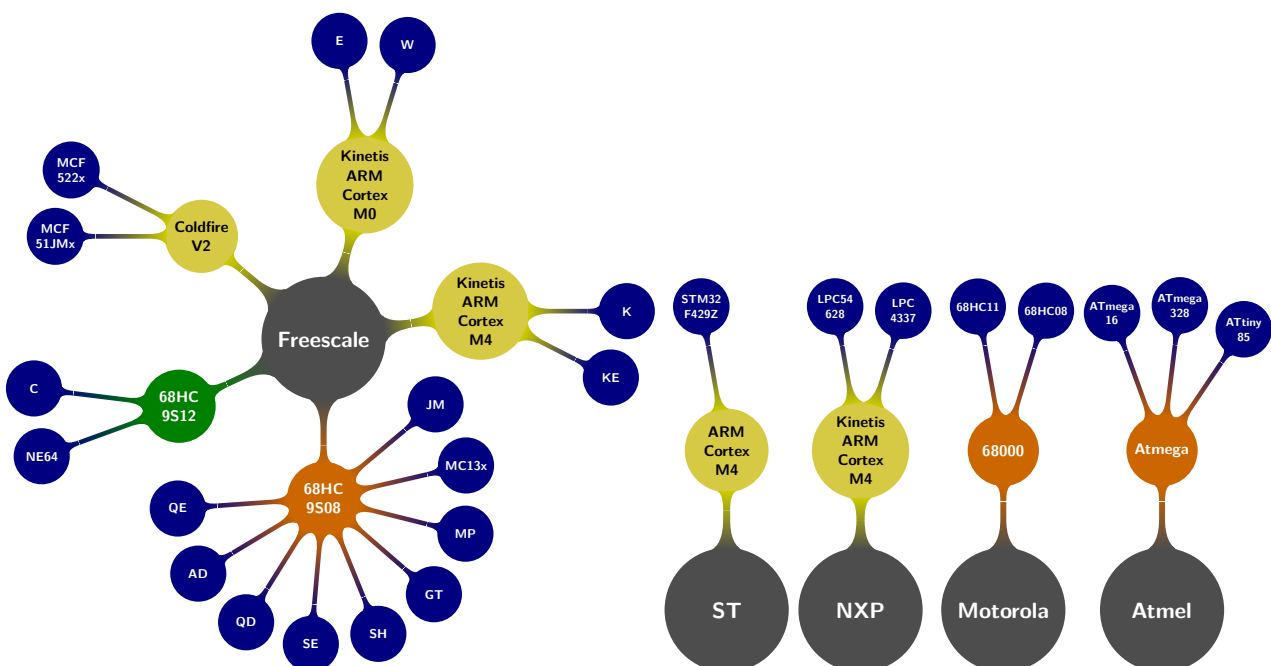 E
W
Kinetis
ARM
Cortex
M0
MCF
522x
MCF
51JMx
Coldfire
V2
Freescale
Kinetis
ARM
Cortex
M4
K
KE
C
NE64
68HC
9S12
68HC
9S08
JM
MC13x
MP
GT
SH
SE
QD
AD
QE
STM32
F429Z
ARM
Cortex
M4
ST
LPC54
628
LPC
4337
Kinetis
ARM
Cortex
M4
NXP
68HC11
68HC08
68000
Motorola
ATmega
16
ATmega
328
ATtiny
85
Atmega
Atmel